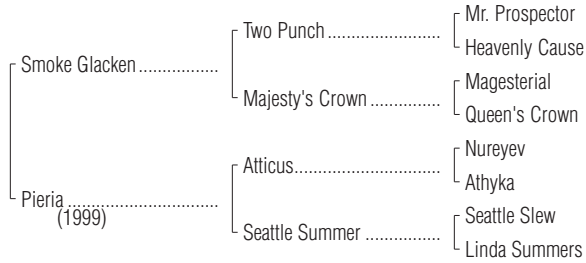 Mr. Prospector
Two Punch ........................
Heavenly Cause
Smoke Glacken .................
Magesterial
Majesty's Crown ...............
Queen's Crown
Nureyev
Atticus...............................
Athyka
Pieria ...............................
(1999)
Seattle Slew
Seattle Summer ................
Linda Summers